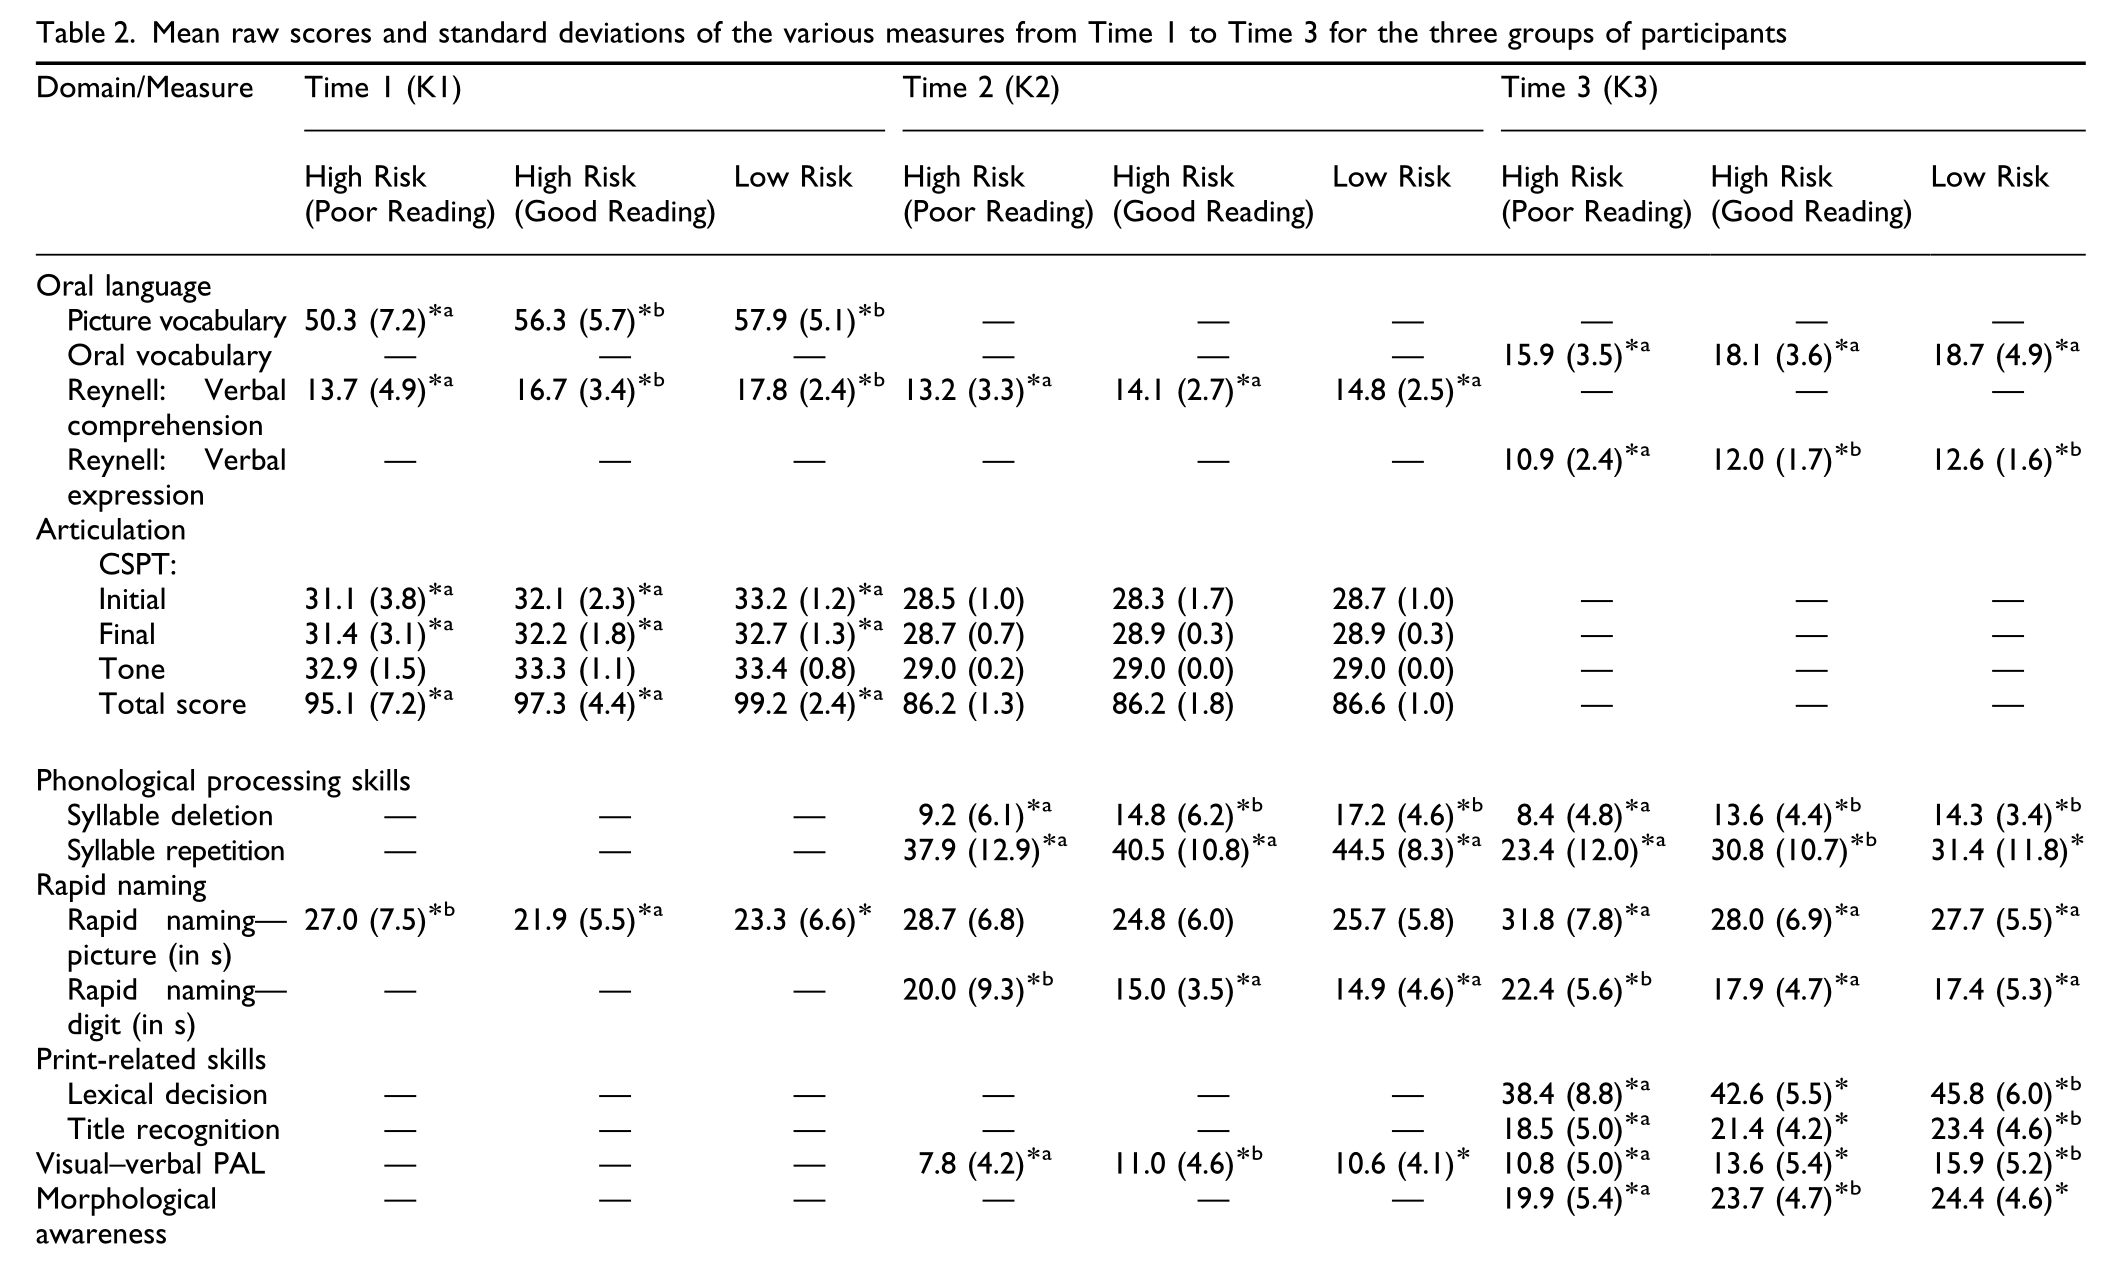 Table 2. Mean raw scores and standard deviations of the various measures from Time 1 to Time 3 for the three groups of participants
Domain/Measure Time 1 (K1) Time 2 (K2) Time 3 (K3)
High Risk (Poor Reading) High Risk (Good Reading) Low Risk High Risk (Poor Reading) High Risk (Good Reading) Low Risk High Risk (Poor Reading) High Risk (Good Reading) Low Risk
Oral language
Picture vocabulary 50.3 (7.2)*a 56.3 (5.7)*b 57.9 (5.1)*b — — — — — —
Oral vocabulary — — — — — — 15.9 (3.5)*a 18.1 (3.6)*a 18.7 (4.9)*a
Reynell: Verbal comprehension 13.7 (4.9)*a 16.7 (3.4)*b 17.8 (2.4)*b 13.2 (3.3)*a 14.1 (2.7)*a 14.8 (2.5)*a — — —
Reynell: Verbal expression — — — — — — 10.9 (2.4)*a 12.0 (1.7)*b 12.6 (1.6)*b
Articulation
CSPT:
Initial 31.1 (3.8)*a 32.1 (2.3)*a 33.2 (1.2)*a 28.5 (1.0) 28.3 (1.7) 28.7 (1.0) — — —
Final 31.4 (3.1)*a 32.2 (1.8)*a 32.7 (1.3)*a 28.7 (0.7) 28.9 (0.3) 28.9 (0.3) — — —
Tone 32.9 (1.5) 33.3 (1.1) 33.4 (0.8) 29.0 (0.2) 29.0 (0.0) 29.0 (0.0) — — —
Total score 95.1 (7.2)*a 97.3 (4.4)*a 99.2 (2.4)*a 86.2 (1.3) 86.2 (1.8) 86.6 (1.0) — — —
Phonological processing skills
Syllable deletion — — — 9.2 (6.1)*a 14.8 (6.2)*b 17.2 (4.6)*b 8.4 (4.8)*a 13.6 (4.4)*b 14.3 (3.4)*b
Syllable repetition — — — 37.9 (12.9)*a 40.5 (10.8)*a 44.5 (8.3)*a 23.4 (12.0)*a 30.8 (10.7)*b 31.4 (11.8)*
Rapid naming
Rapid naming—picture (in s) 27.0 (7.5)*b 21.9 (5.5)*a 23.3 (6.6)* 28.7 (6.8) 24.8 (6.0) 25.7 (5.8) 31.8 (7.8)*a 28.0 (6.9)*a 27.7 (5.5)*a
Rapid naming—digit (in s) — — — 20.0 (9.3)*b 15.0 (3.5)*a 14.9 (4.6)*a 22.4 (5.6)*b 17.9 (4.7)*a 17.4 (5.3)*a
Print-related skills
Lexical decision — — — — — — 38.4 (8.8)*a 42.6 (5.5)* 45.8 (6.0)*b
Title recognition — — — — — — 18.5 (5.0)*a 21.4 (4.2)* 23.4 (4.6)*b
Visual–verbal PAL — — — 7.8 (4.2)*a 11.0 (4.6)*b 10.6 (4.1)* 10.8 (5.0)*a 13.6 (5.4)* 15.9 (5.2)*b
Morphological awareness — — — — — — 19.9 (5.4)*a 23.7 (4.7)*b 24.4 (4.6)*